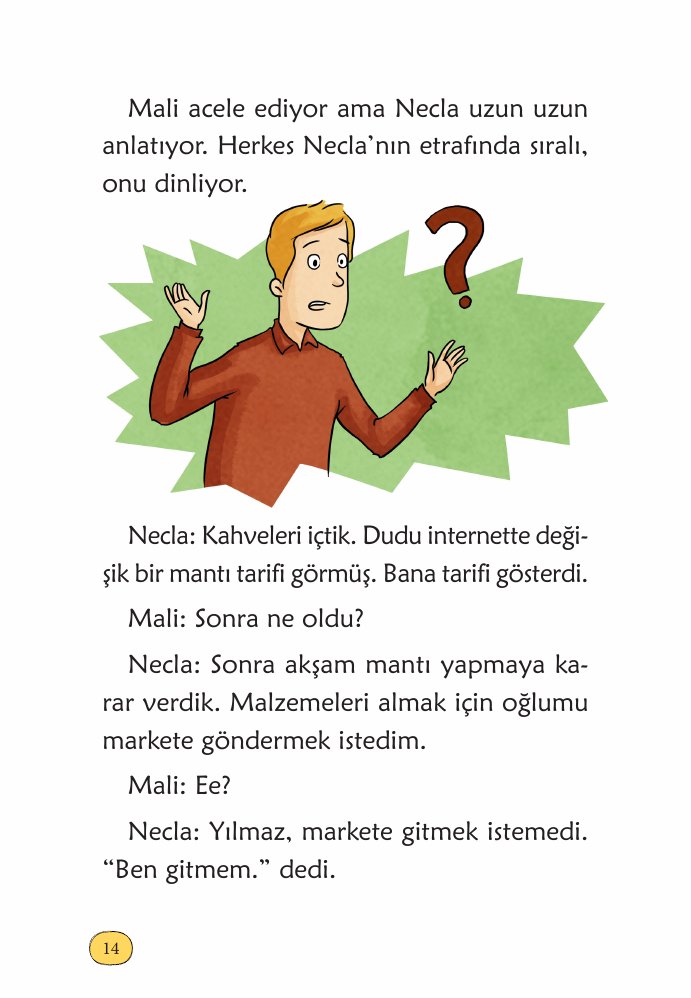 Mali acele ediyor ama Necla uzun uzun
anlatıyor. Herkes Necla’nın etrafında sıralı,
onu dinliyor.
?
Necla: Kahveleri içtik. Dudu internette deği-
şik bir mantı tarifi görmüş. Bana tarifi gösterdi.
Mali: Sonra ne oldu?
Necla: Sonra akşam mantı yapmaya ka-
rar verdik. Malzemeleri almak için oğlumu
markete göndermek istedim.
Mali: Ee?
Necla: Yılmaz, markete gitmek istemedi.
“Ben gitmem.” dedi.
14